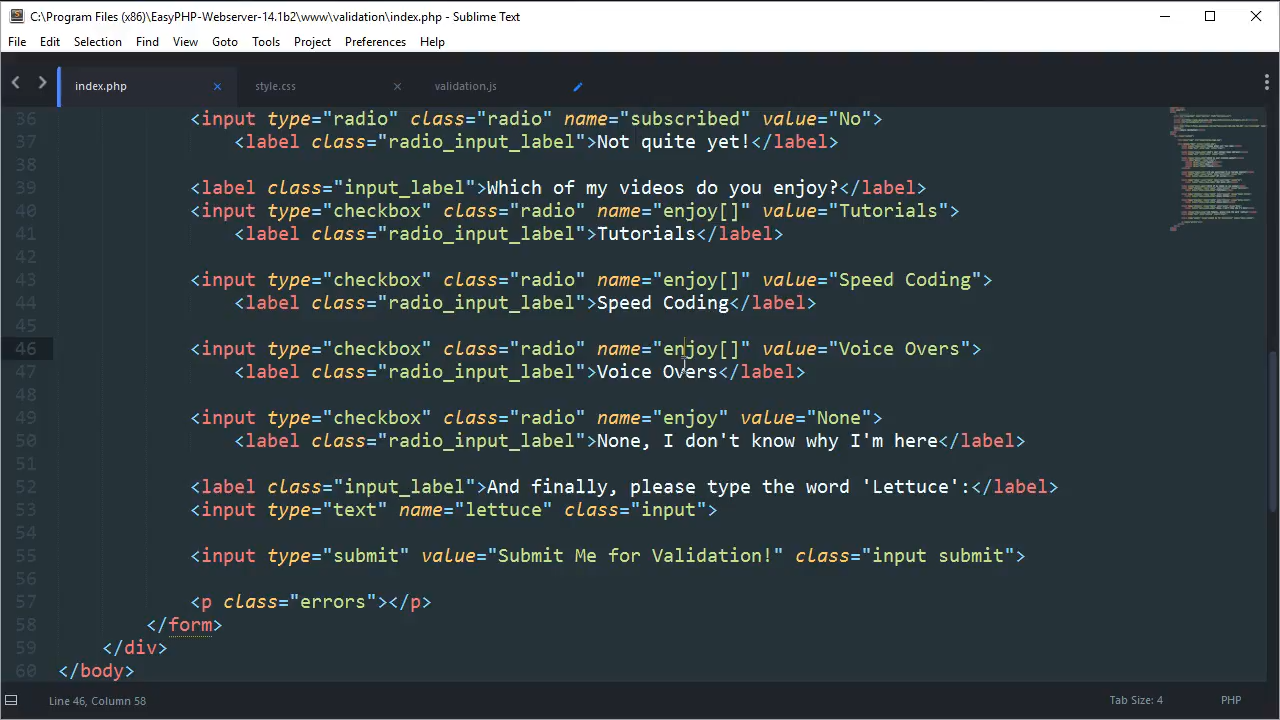 C:\Program Files (x86)\EasyPHP-Webserver-14.1b2\www\validation\index.php - Sublime Text
File Edit Selection Find View Goto Tools Project Preferences Help
index.php style.css validation.js
36 <input type="radio" class="radio" name="subscribed" value="No">
37 <label class="radio_input_label">Not quite yet!</label>
38
39 <label class="input_label">Which of my videos do you enjoy?</label>
40 <input type="checkbox" class="radio" name="enjoy[]" value="Tutorials">
41 <label class="radio_input_label">Tutorials</label>
42
43 <input type="checkbox" class="radio" name="enjoy[]" value="Speed Coding">
44 <label class="radio_input_label">Speed Coding</label>
45
46 <input type="checkbox" class="radio" name="enjoy[]" value="Voice Overs">
47 <label class="radio_input_label">Voice Overs</label>
48
49 <input type="checkbox" class="radio" name="enjoy" value="None">
50 <label class="radio_input_label">None, I don't know why I'm here</label>
51
52 <label class="input_label">And finally, please type the word 'Lettuce':</label>
53 <input type="text" name="lettuce" class="input">
54
55 <input type="submit" value="Submit Me for Validation!" class="input submit">
56
57 <p class="errors"></p>
58 </form>
59 </div>
60 </body>
Line 46, Column 58 Tab Size: 4 PHP